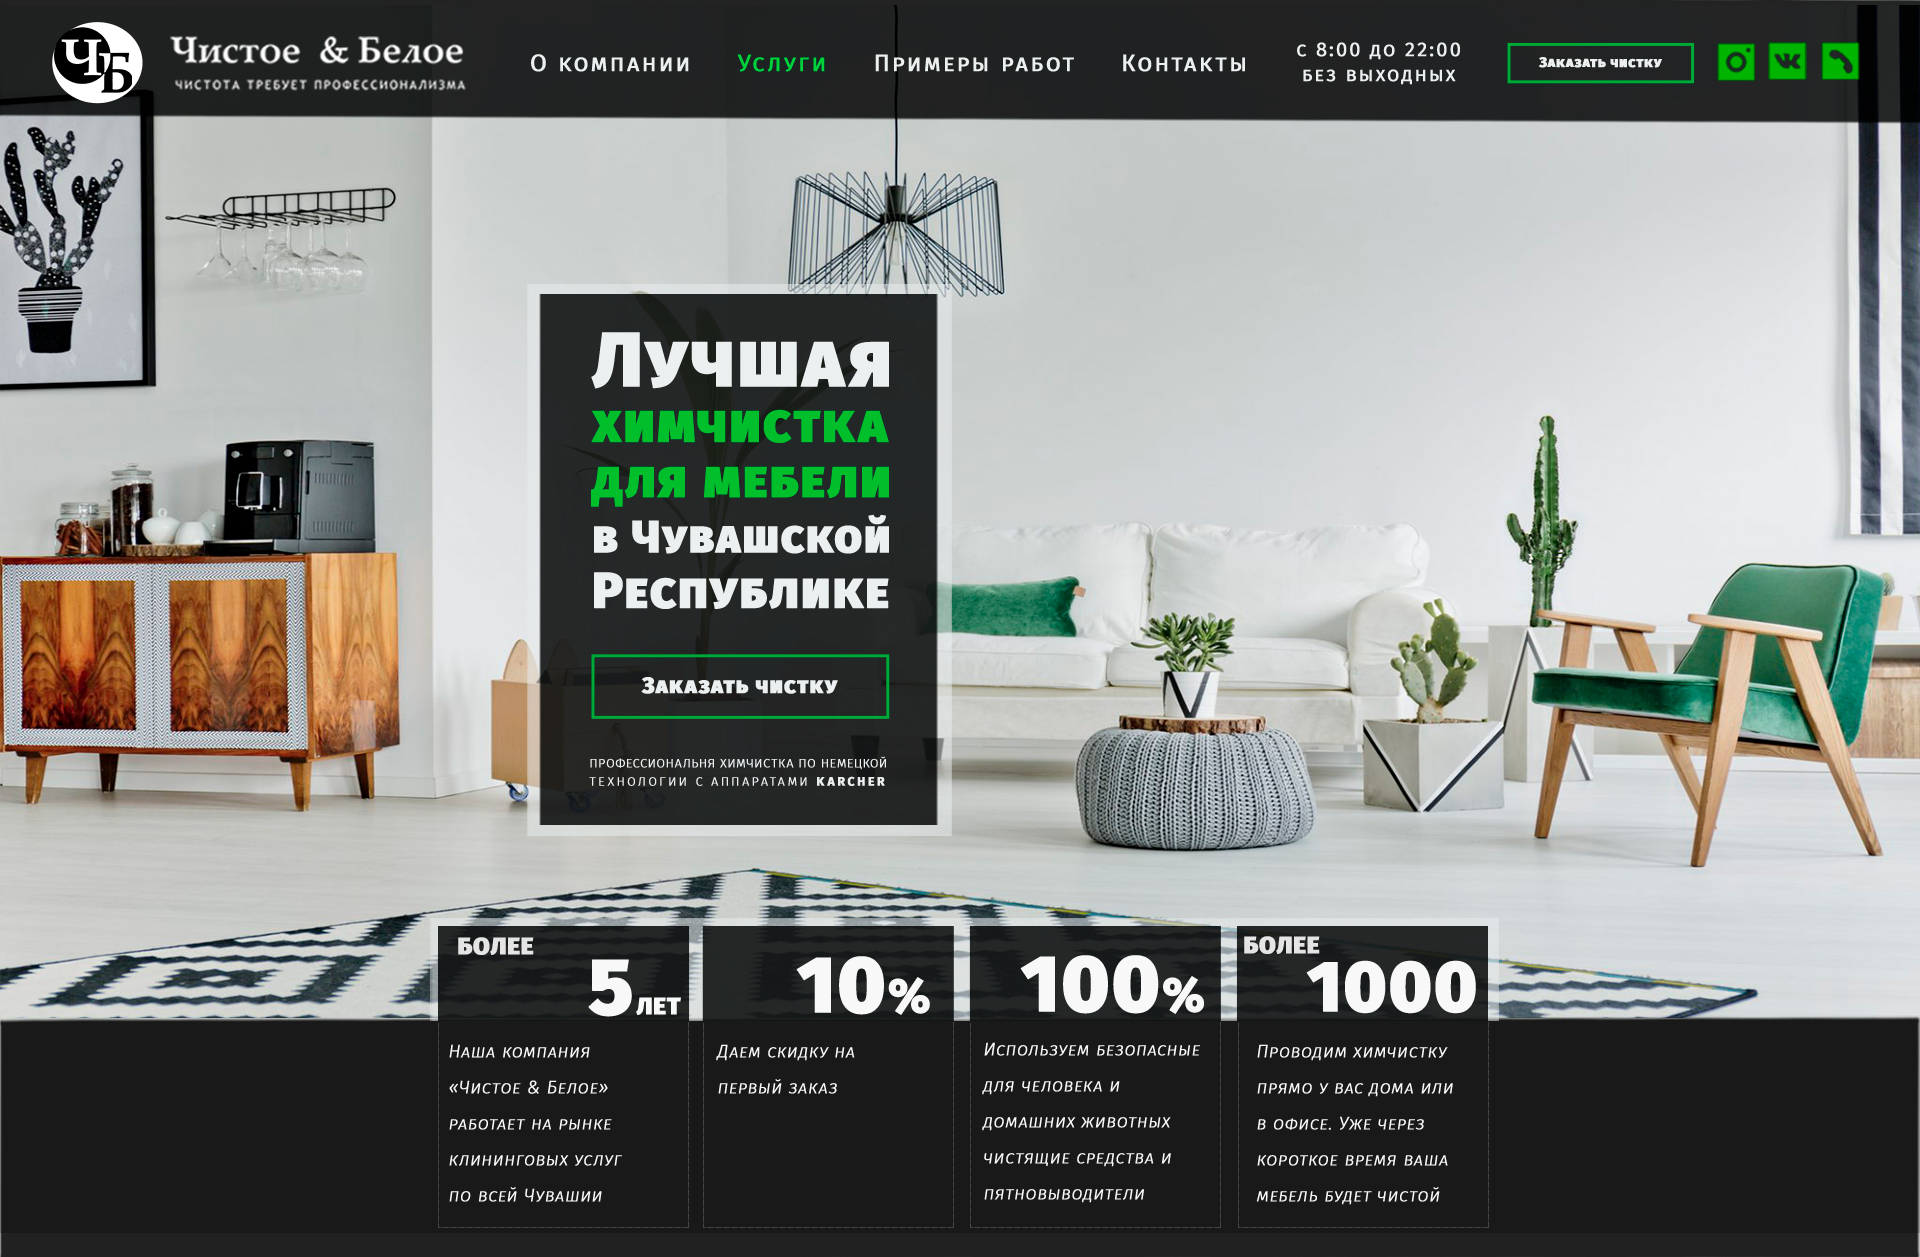 ЧБ
Чистое & Белое
ЧИСТОТА ТРЕБУЕТ ПРОФЕССИОНАЛИЗМА
О компании
Услуги
Примеры работ
Контакты
с 8:00 до 22:00
без выходных
Заказать чистку
Лучшая
химчистка
для мебели
в Чувашской
Республике
Заказать чистку
ПРОФЕССИОНАЛЬНЯ ХИМЧИСТКА ПО НЕМЕЦКОЙ
ТЕХНОЛОГИИ С АППАРАТАМИ KARCHER
БОЛЕЕ
5 ЛЕТ
Наша компания
«Чистое & Белое»
работает на рынке
клининговых услуг
по всей Чувашии
10%
Даем скидку на
первый заказ
100%
Используем безопасные
для человека и
домашних животных
чистящие средства и
пятновыводители
БОЛЕЕ
1000
Проводим химчистку
прямо у вас дома или
в офисе. Уже через
короткое время ваша
мебель будет чистой